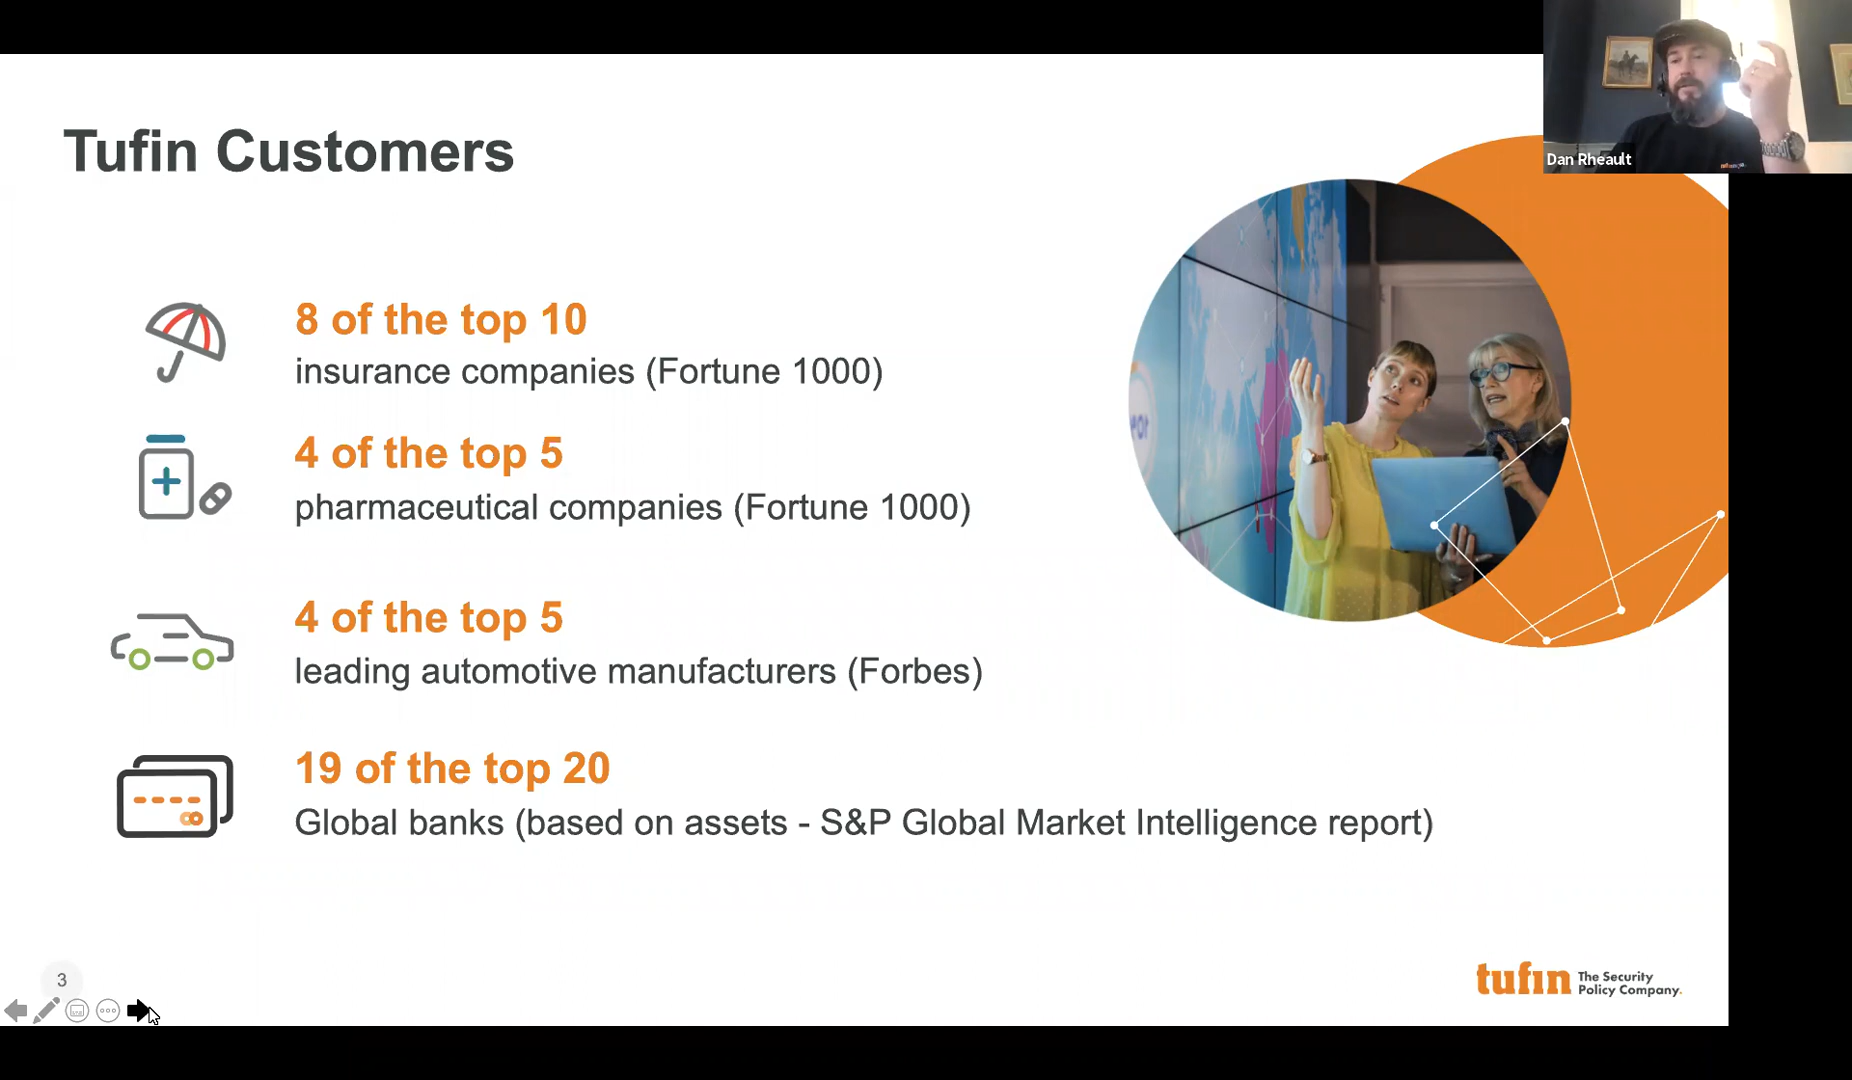 Dan Rheault
Tufin Customers
8 of the top 10
insurance companies (Fortune 1000)
4 of the top 5
pharmaceutical companies (Fortune 1000)
4 of the top 5
leading automotive manufacturers (Forbes)
19 of the top 20
Global banks (based on assets - S&P Global Market Intelligence report)
3
tufin The Security
Policy Company.